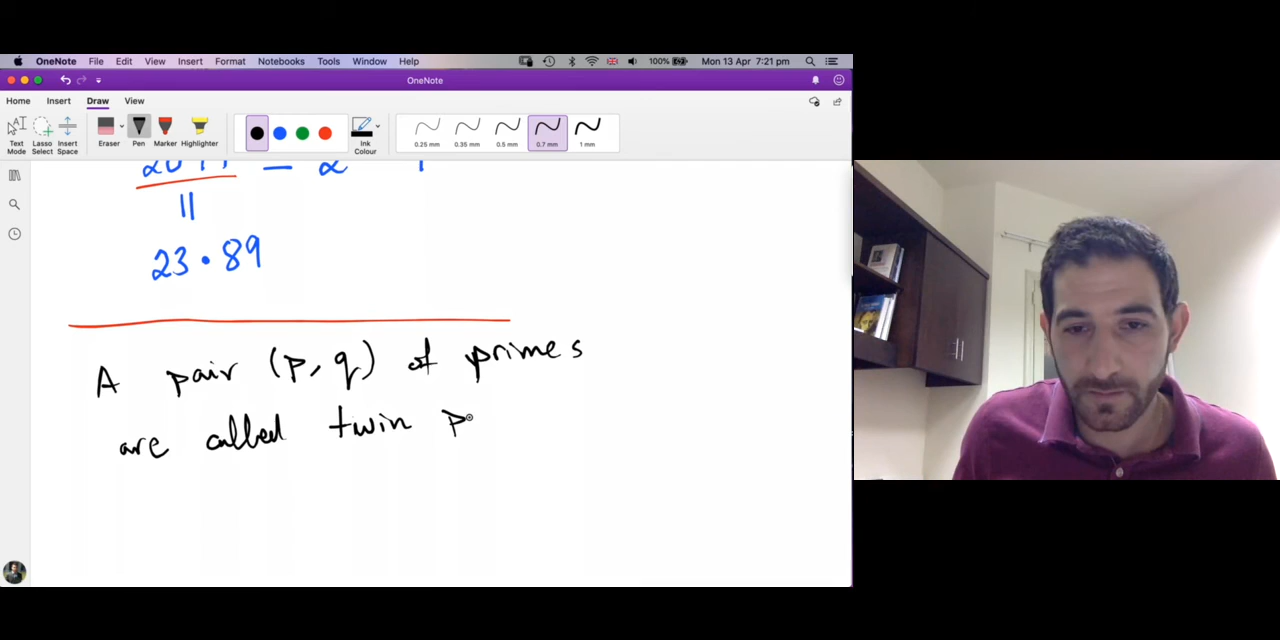 OneNote File Edit View Insert Format Notebooks Tools Window Help 100% Mon 13 Apr 7:21 pm
OneNote
Home Insert Draw View
Text Mode Lasso Select Insert Space Eraser Pen Marker Highlighter Ink Colour 0.25 mm 0.35 mm 0.5 mm 0.7 mm 1 mm
11
23 • 89
A pair (p, q) of primes
are called twin p